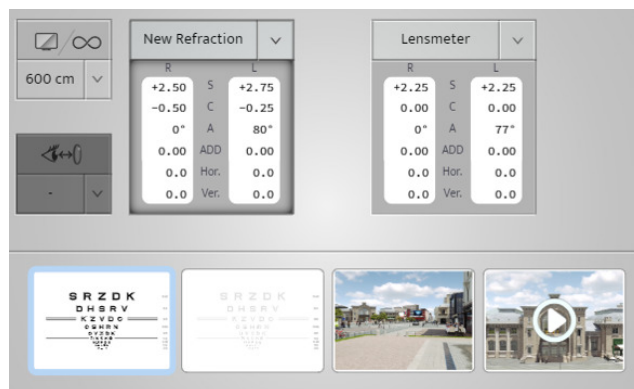 New Refraction
Lensmeter
600 cm
R L
+2.50 S +2.75
−0.50 C −0.25
0° A 80°
0.00 ADD 0.00
0.0 Hor. 0.0
0.0 Ver. 0.0
R L
+2.25 S +2.25
0.00 C 0.00
0° A 77°
0.00 ADD 0.00
0.0 Hor. 0.0
0.0 Ver. 0.0
SRZDK
DHSRV
KZVDC
SRZDK
DHSRV